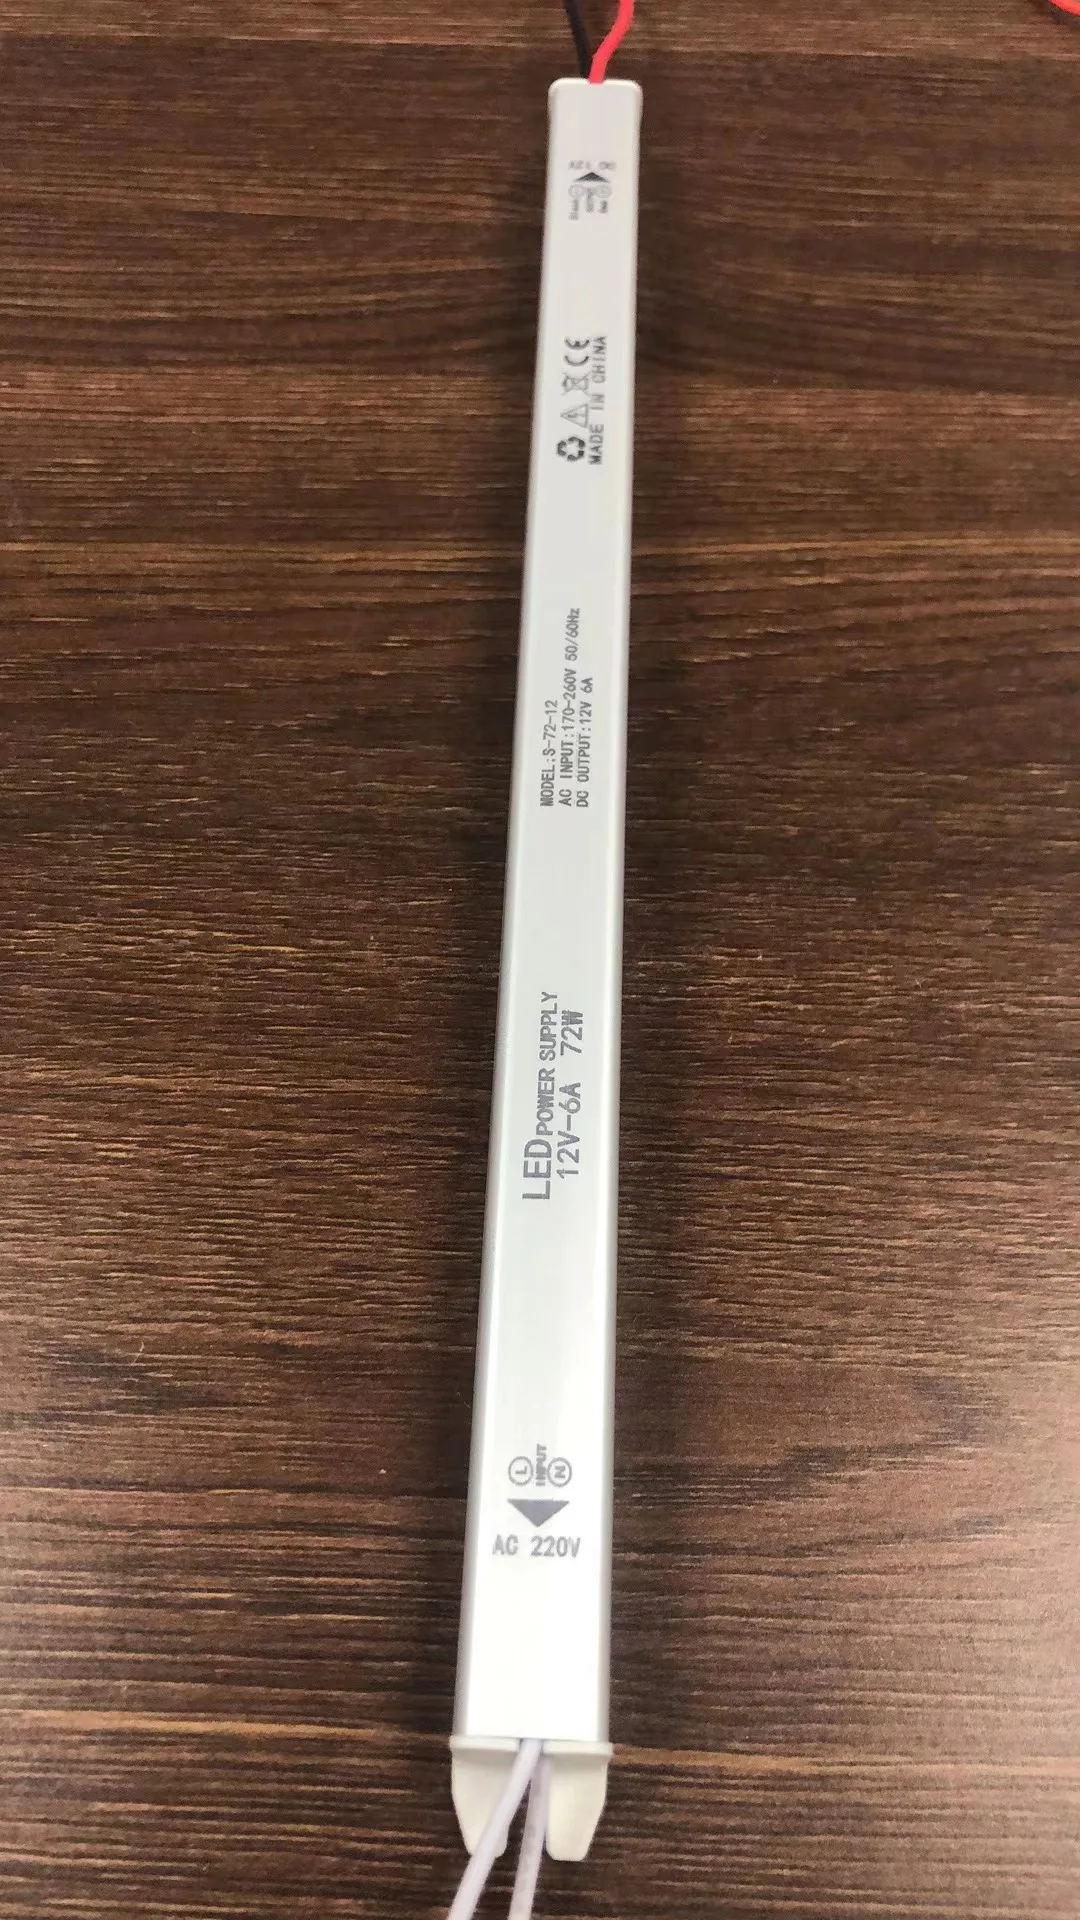 LED POWER SUPPLY
12V-6A 72W
MODEL:S-72-12
AC INPUT:170-260V 50/60Hz
DC OUTPUT:12V 6A
CE
MADE IN CHINA
L
INPUT
N
AC 220V
DC 12V
OUTPUT